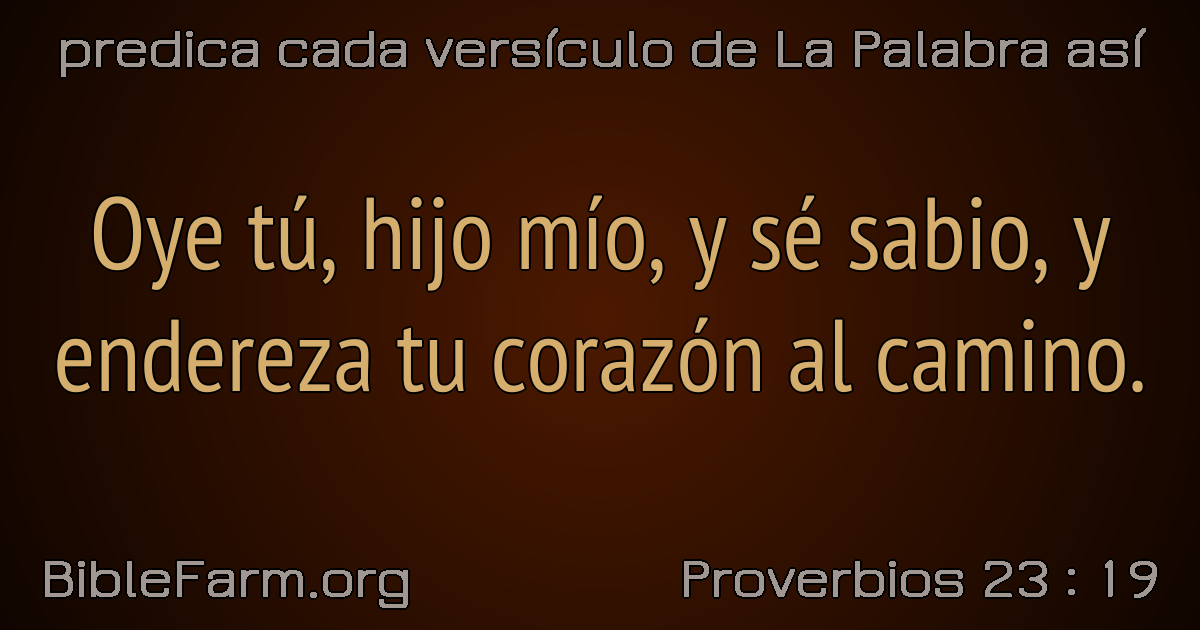 predica cada versículo de La Palabra así
Oye tú, hijo mío, y sé sabio, y
endereza tu corazón al camino.
BibleFarm.org
Proverbios 23 : 19